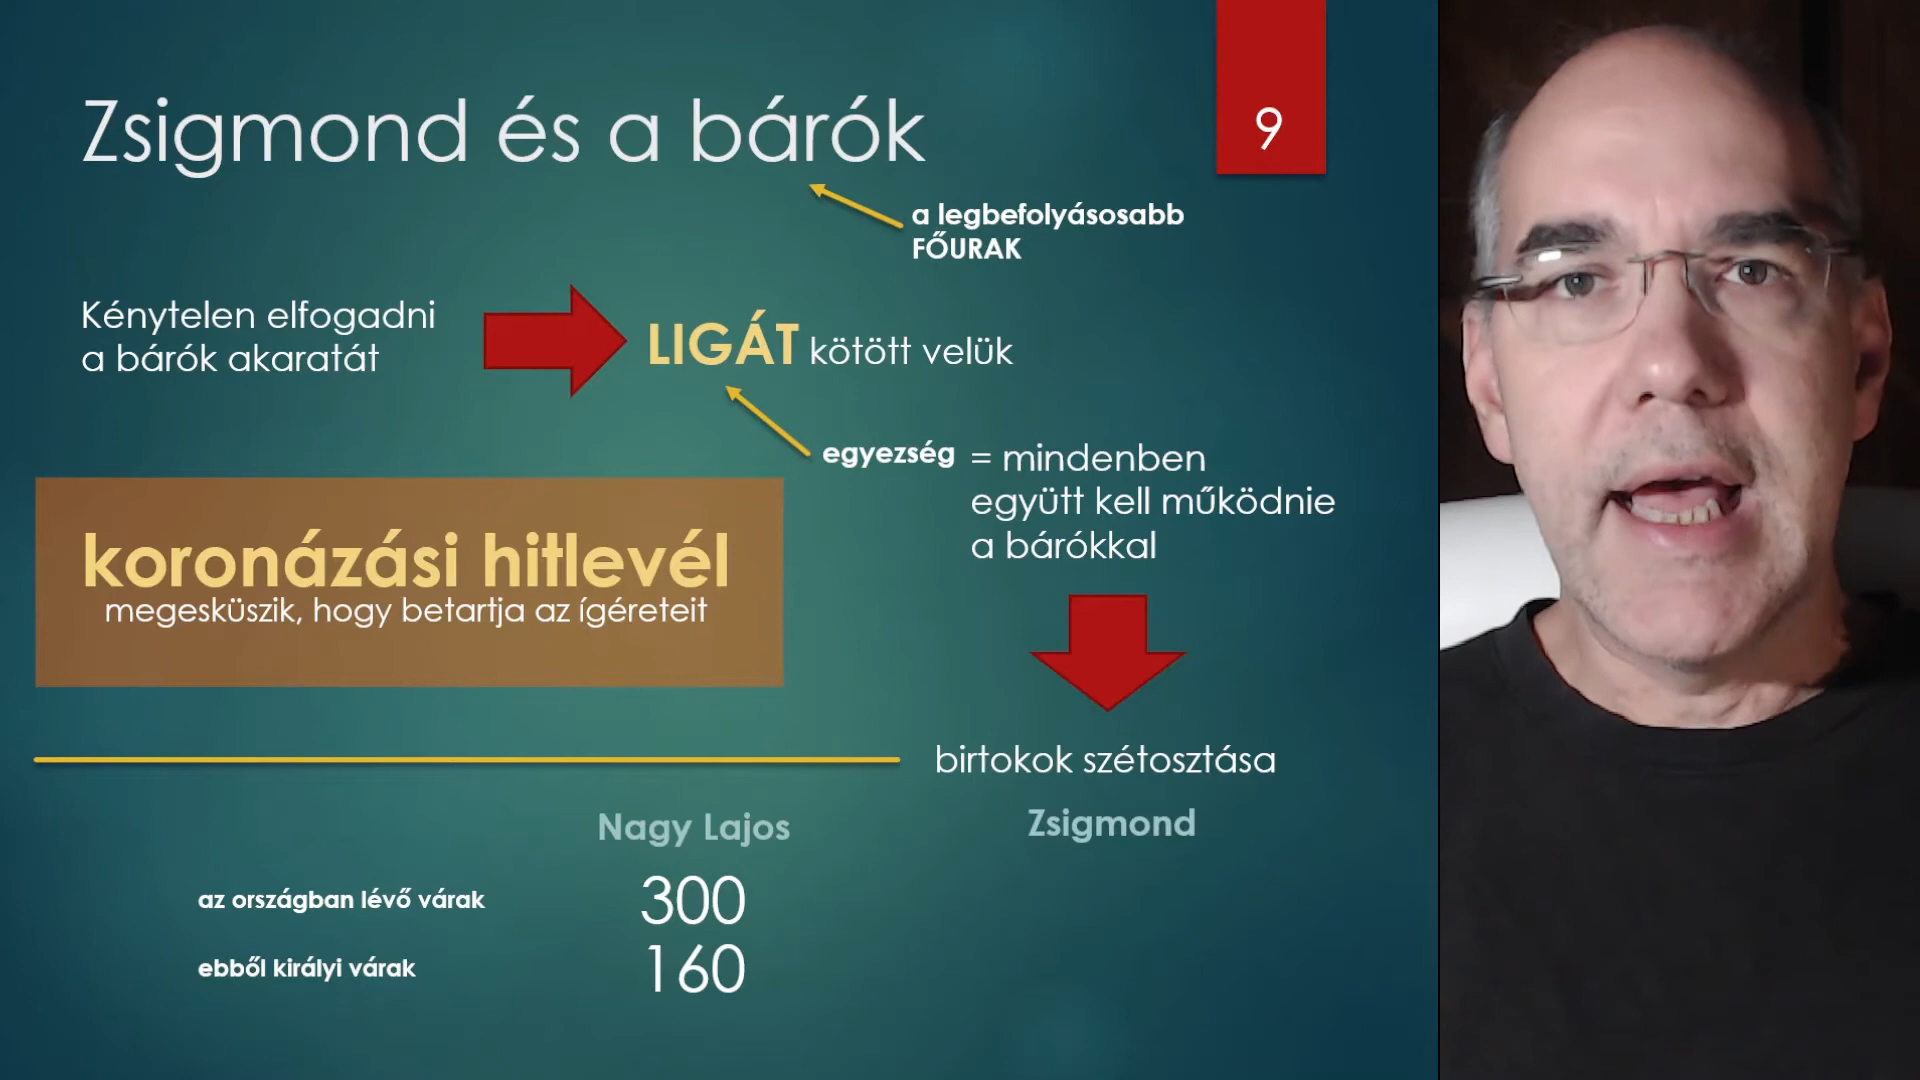 Zsigmond és a bárók
9
a legbefolyásosabb
FŐURAK
Kénytelen elfogadni
a bárók akaratát
LIGÁT kötött velük
egyezség = mindenben
együtt kell működnie
a bárókkal
koronázási hitlevél
megesküszik, hogy betartja az ígéreteit
birtokok szétosztása
Nagy Lajos
Zsigmond
az országban lévő várak
300
ebből királyi várak
160